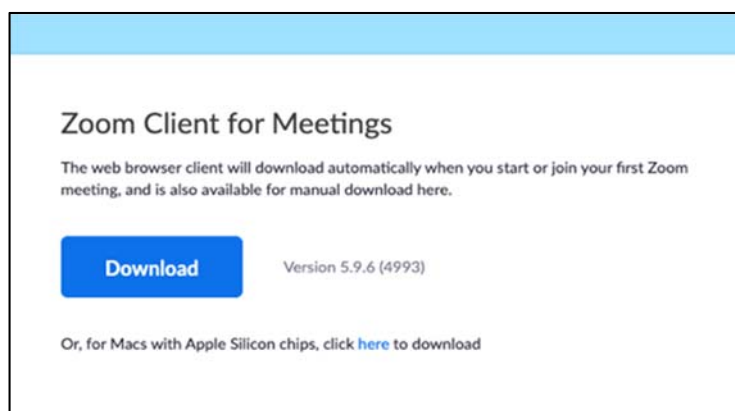 Zoom Client for Meetings
The web browser client will download automatically when you start or join your first Zoom
meeting, and is also available for manual download here.
Download
Version 5.9.6 (4993)
Or, for Macs with Apple Silicon chips, click here to download